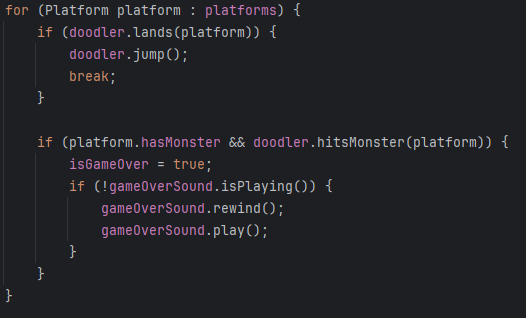 for (Platform platform : platforms) {
    if (doodler.lands(platform)) {
        doodler.jump();
        break;
    }

    if (platform.hasMonster && doodler.hitsMonster(platform)) {
        isGameOver = true;
        if (!gameOverSound.isPlaying()) {
            gameOverSound.rewind();
            gameOverSound.play();
        }
    }
}